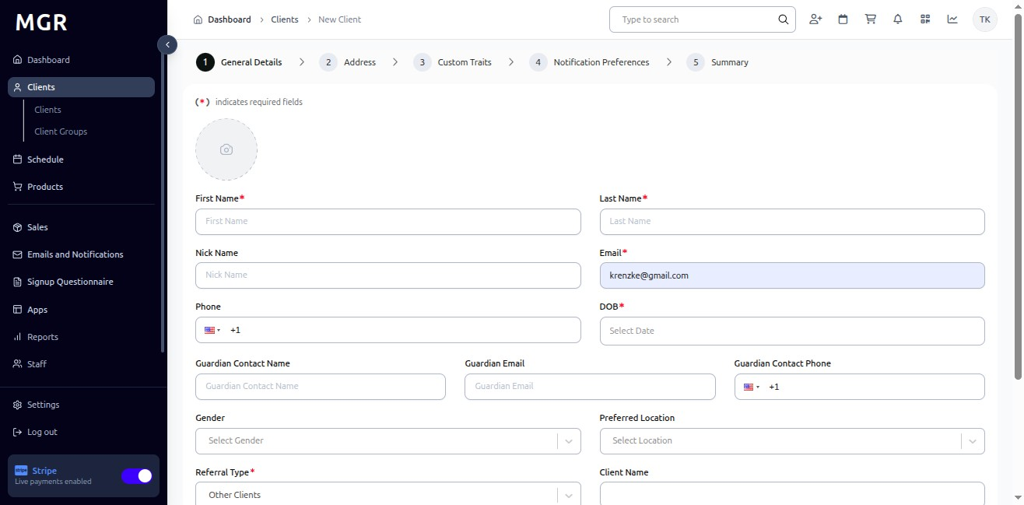 MGR
Dashboard
Clients
Clients
Client Groups
Schedule
Products
Sales
Emails and Notifications
Signup Questionnaire
Apps
Reports
Staff
Settings
Log out
stripe Stripe
Live payments enabled
Dashboard > Clients > New Client
Type to search
TK
1 General Details > 2 Address > 3 Custom Traits > 4 Notification Preferences > 5 Summary
(*) indicates required fields
First Name*
First Name
Last Name*
Last Name
Nick Name
Nick Name
Email*
krenzke@gmail.com
Phone
+1
DOB*
Select Date
Guardian Contact Name
Guardian Contact Name
Guardian Email
Guardian Email
Guardian Contact Phone
+1
Gender
Select Gender
Preferred Location
Select Location
Referral Type*
Other Clients
Client Name